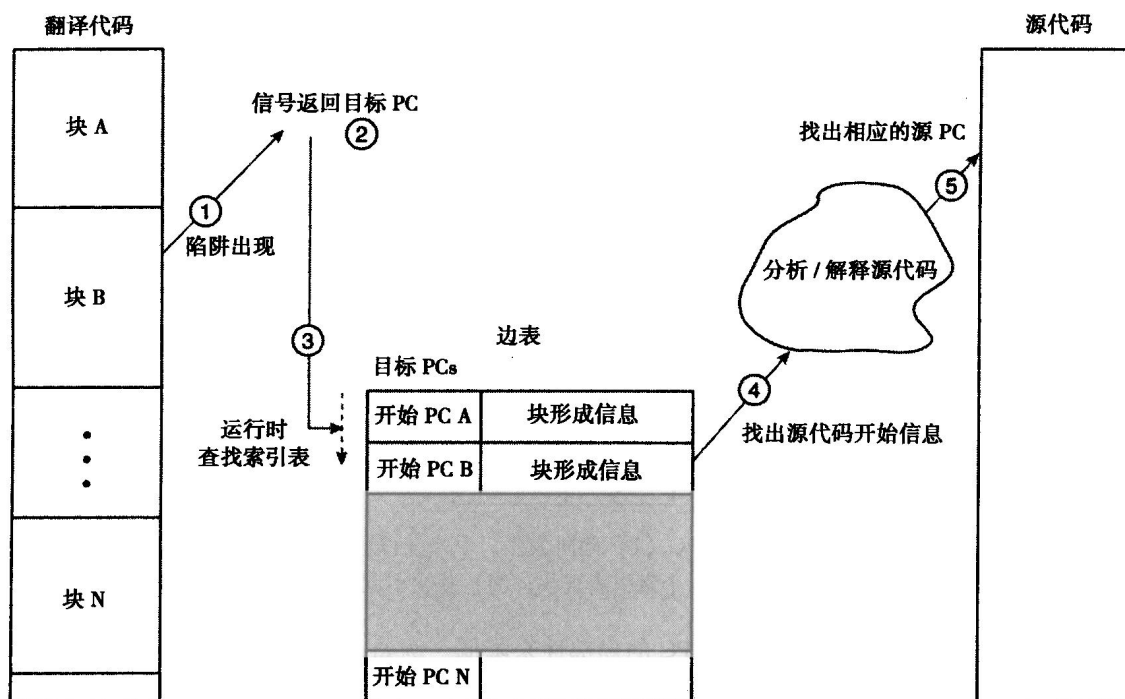 翻译代码
源代码
块 A
信号返回目标 PC
②
找出相应的源 PC
⑤
①
陷阱出现
分析 / 解释源代码
块 B
③
边表
目标 PCs
④
开始 PC A
块形成信息
运行时
查找索引表
找出源代码开始信息
开始 PC B
块形成信息
块 N
开始 PC N